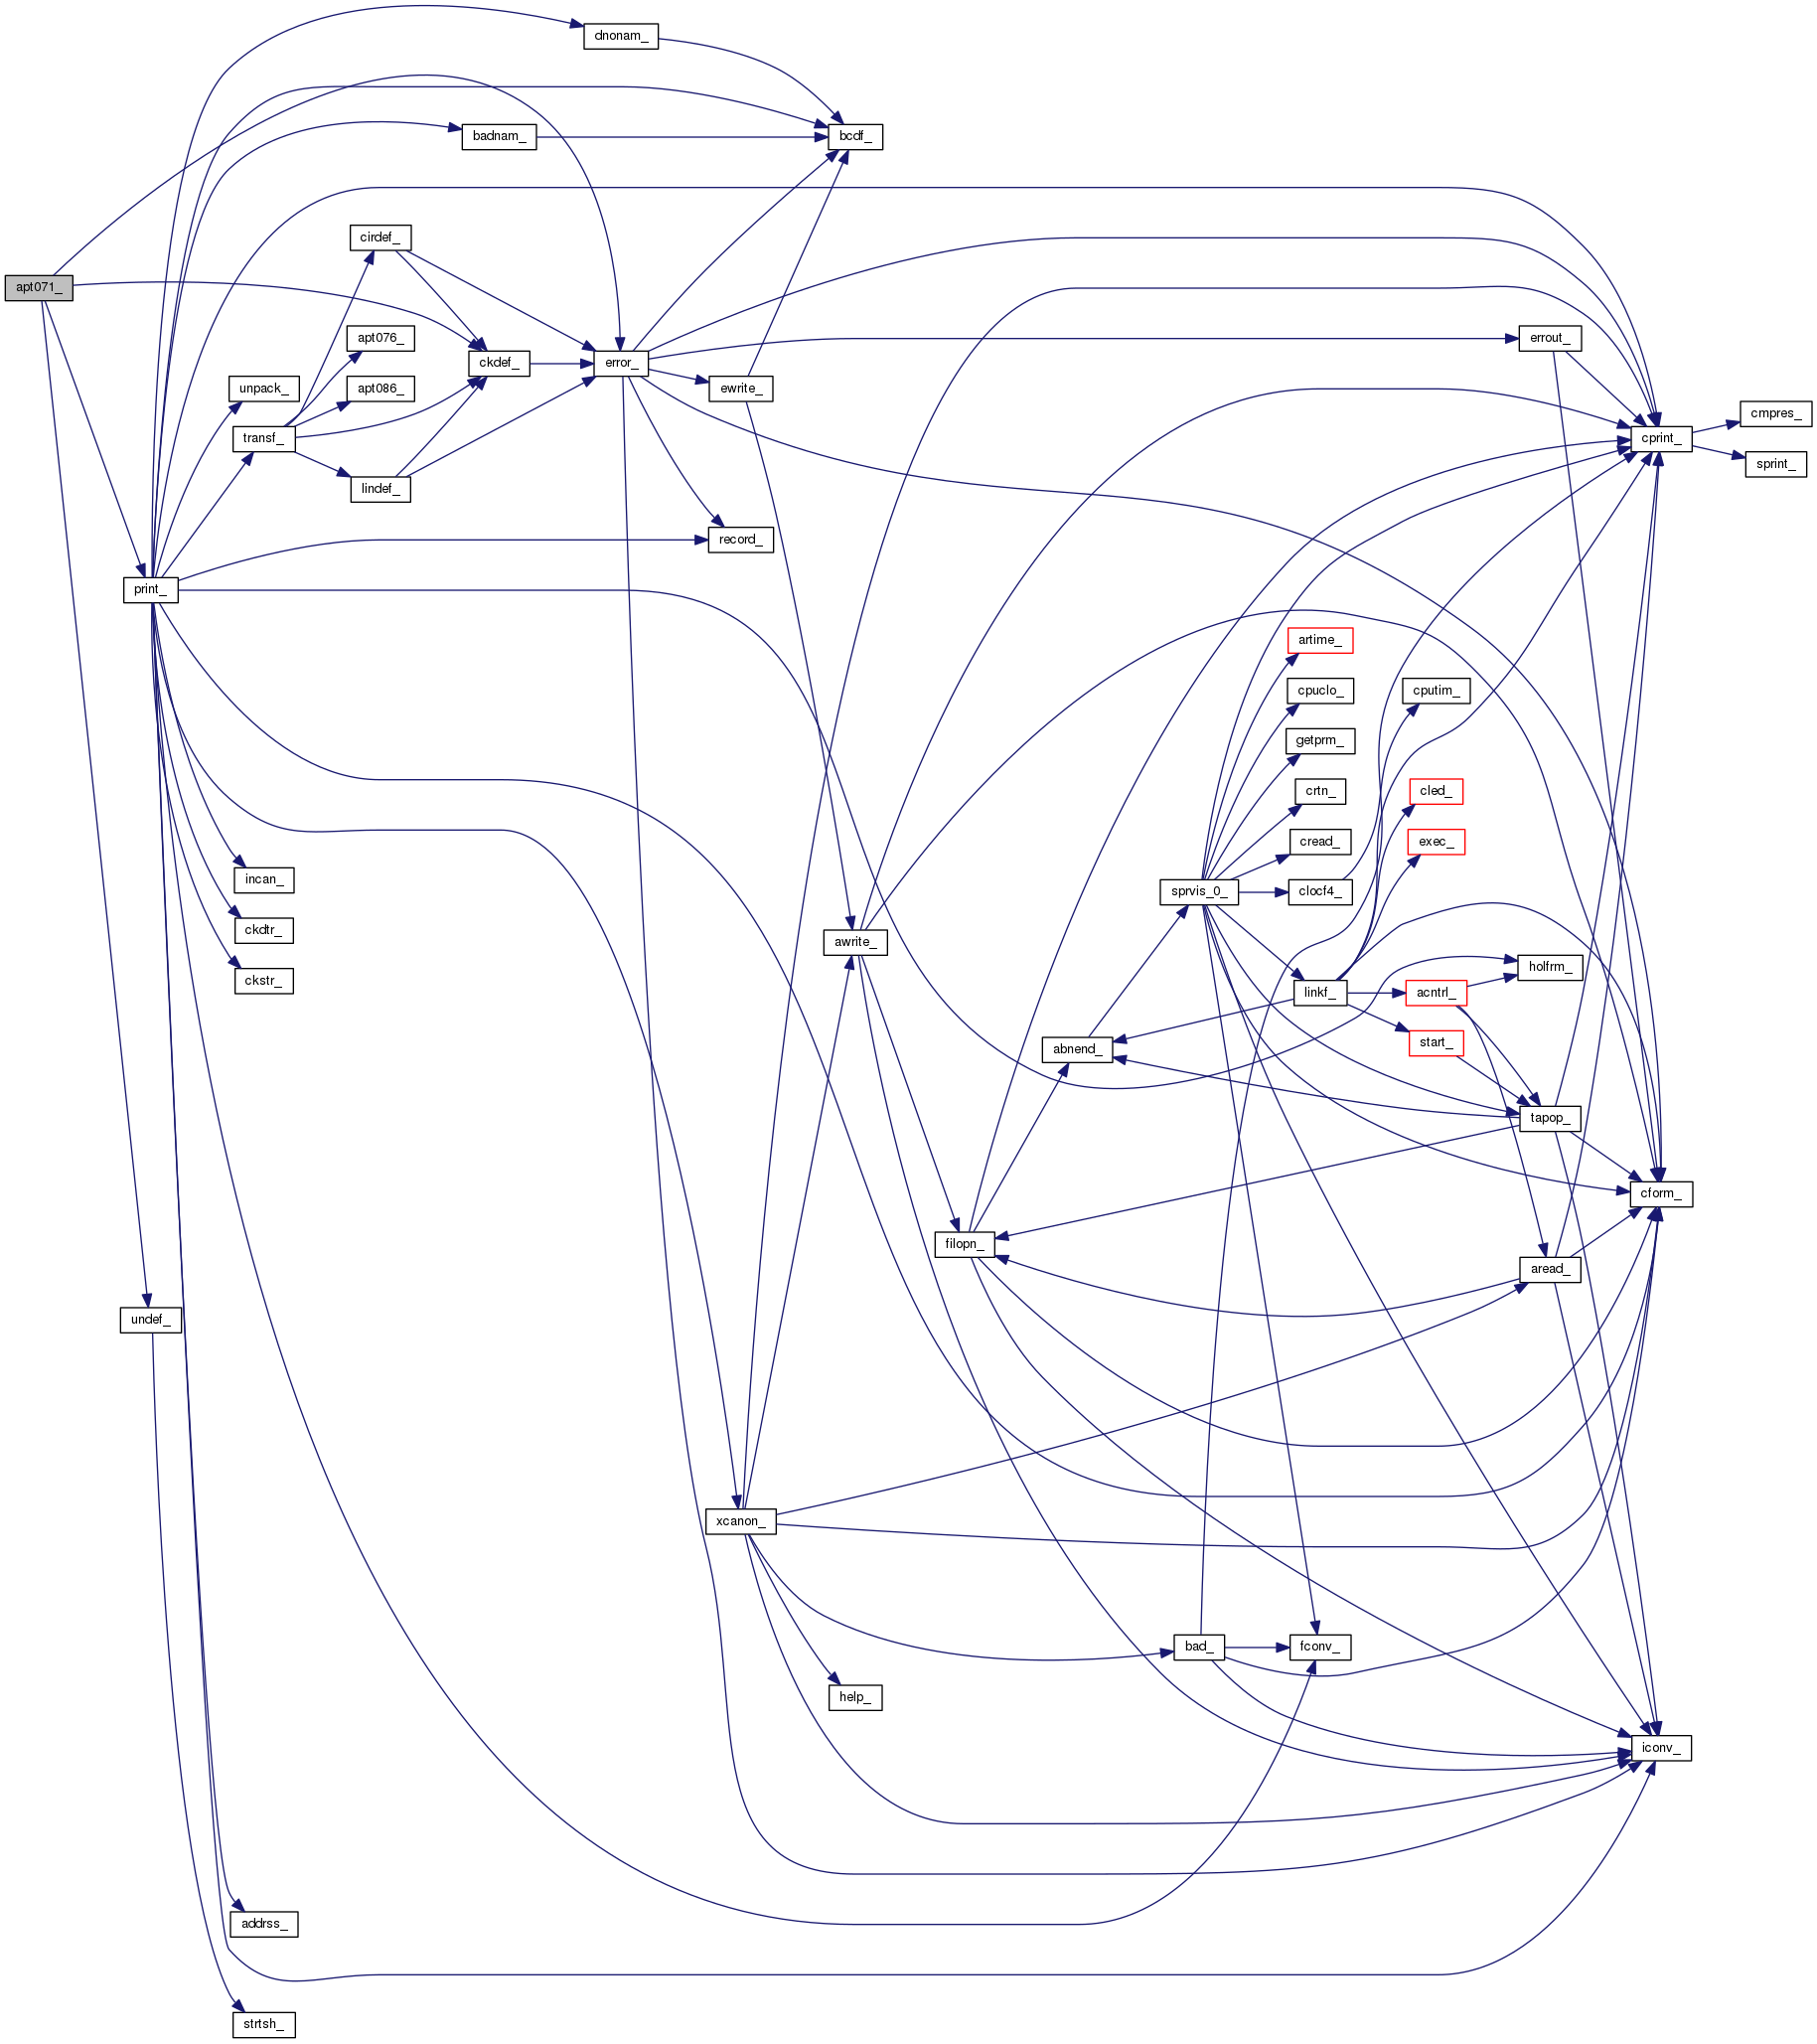 dnonam_
badnam_
bcdf_
cirdef_
apt071_
apt076_
errout_
ckdef_
error_
unpack_
apt086_
ewrite_
cmpres_
transf_
cprint_
sprint_
lindef_
record_
print_
artime_
cpuclo_
cputim_
getprm_
crtn_
cled_
cread_
exec_
incan_
sprvis_0_
clocf4_
ckdtr_
awrite_
holfrm_
ckstr_
linkf_
acntrl_
abnend_
start_
tapop_
cform_
filopn_
aread_
undef_
xcanon_
bad_
fconv_
help_
iconv_
addrss_
strtsh_